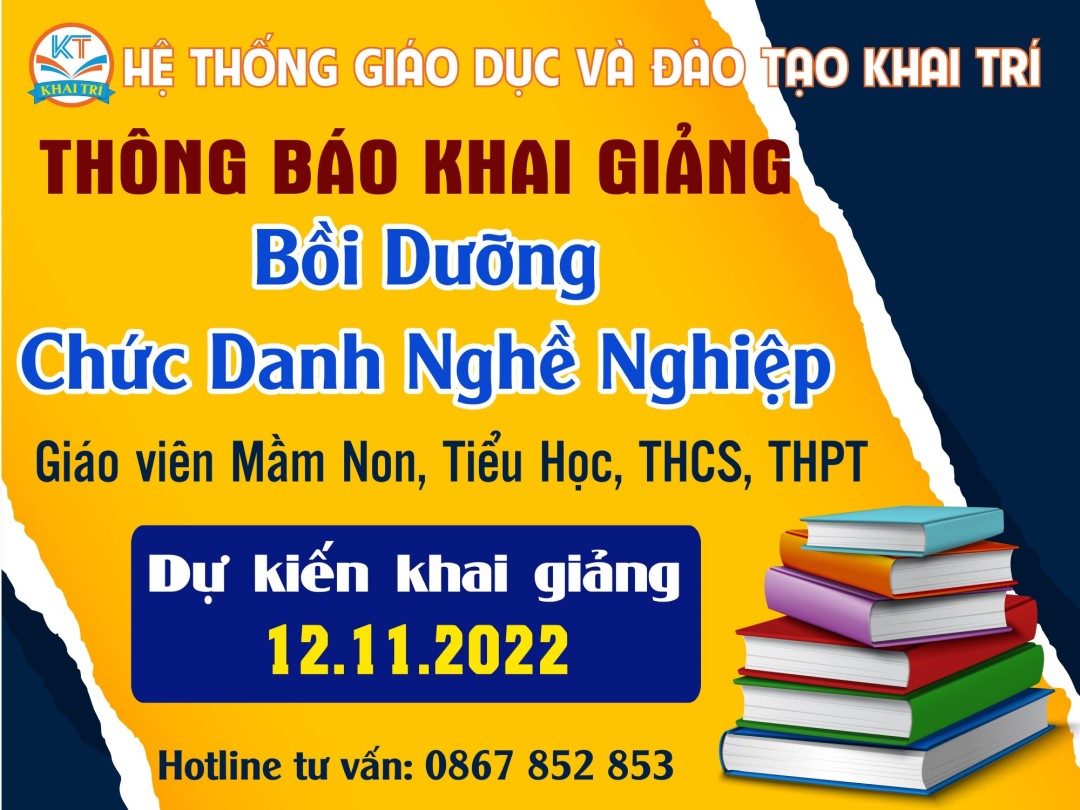 KT
KHAI TRÍ
HỆ THỐNG GIÁO DỤC VÀ ĐÀO TẠO KHAI TRÍ
THÔNG BÁO KHAI GIẢNG
Bồi Dưỡng
Chức Danh Nghề Nghiệp
Giáo viên Mầm Non, Tiểu Học, THCS, THPT
Dự kiến khai giảng
12.11.2022
Hotline tư vấn: 0867 852 853